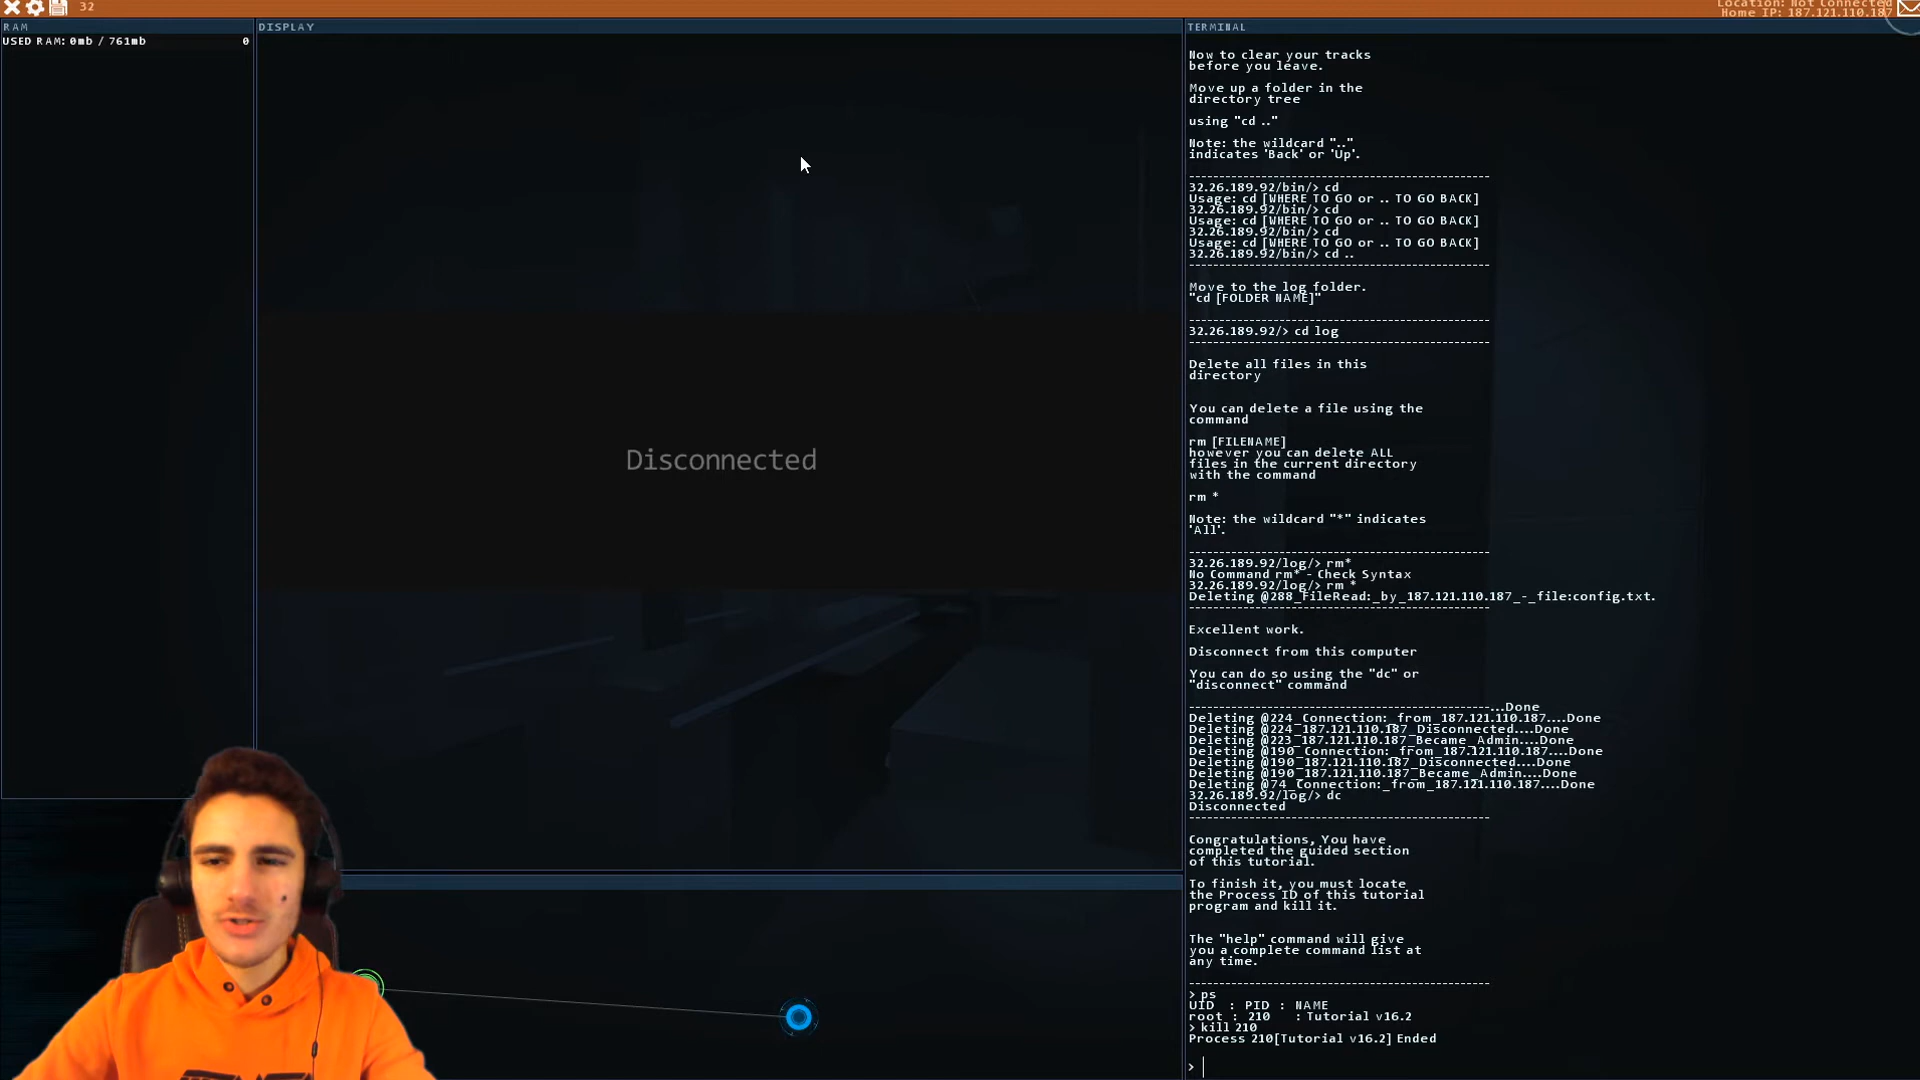 32
Location: Not Connected
Home IP: 187.121.110.187
RAM
USED RAM: 0mb / 761mb 0
DISPLAY
Disconnected
TERMINAL
Now to clear your tracks
before you leave.
Move up a folder in the
directory tree
using "cd .."
Note: the wildcard ".."
indicates 'Back' or 'Up'.
--------------------------------------------------
32.26.189.92/bin/> cd
Usage: cd [WHERE TO GO or .. TO GO BACK]
32.26.189.92/bin/> cd
Usage: cd [WHERE TO GO or .. TO GO BACK]
32.26.189.92/bin/> cd
Usage: cd [WHERE TO GO or .. TO GO BACK]
32.26.189.92/bin/> cd ..
--------------------------------------------------
Move to the log folder.
"cd [FOLDER NAME]"
--------------------------------------------------
32.26.189.92/> cd log
--------------------------------------------------
Delete all files in this
directory
You can delete a file using the
command
rm [FILENAME]
however you can delete ALL
files in the current directory
with the command
rm *
Note: the wildcard "*" indicates
'All'.
--------------------------------------------------
32.26.189.92/log/> rm*
No Command rm* - Check Syntax
32.26.189.92/log/> rm *
Deleting @288_FileRead:_by_187.121.110.187_-_file:config.txt.
--------------------------------------------------
Excellent work.
Disconnect from this computer
You can do so using the "dc" or
"disconnect" command
--------------------------------------------------...Done
Deleting @224_Connection:_from_187.121.110.187....Done
Deleting @224_187.121.110.187_Disconnected....Done
Deleting @223_187.121.110.187_Became_Admin....Done
Deleting @190_Connection:_from_187.121.110.187....Done
Deleting @190_187.121.110.187_Disconnected....Done
Deleting @190_187.121.110.187_Became_Admin....Done
Deleting @74_Connection:_from_187.121.110.187....Done
32.26.189.92/log/> dc
Disconnected
--------------------------------------------------
Congratulations, You have
completed the guided section
of this tutorial.
To finish it, you must locate
the Process ID of this tutorial
program and kill it.
The "help" command will give
you a complete command list at
any time.
--------------------------------------------------
> ps
UID : PID : NAME
root : 210 : Tutorial v16.2
> kill 210
Process 210[Tutorial v16.2] Ended
>